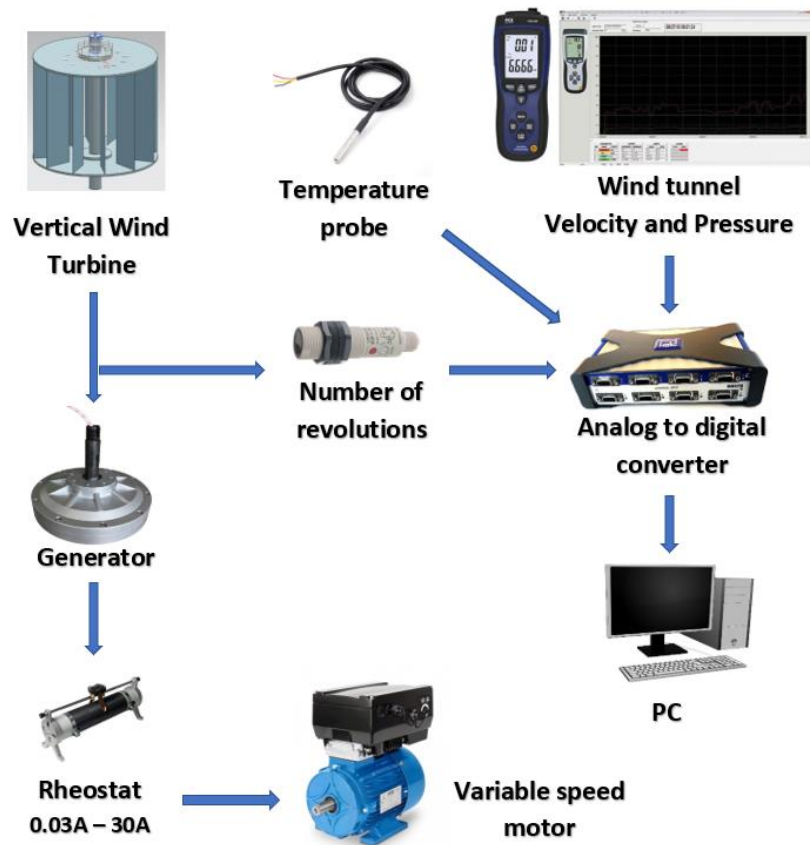 Vertical Wind
Turbine
Temperature
probe
Wind tunnel
Velocity and Pressure
Number of
revolutions
Analog to digital
converter
Generator
PC
Rheostat
0.03A – 30A
Variable speed
motor